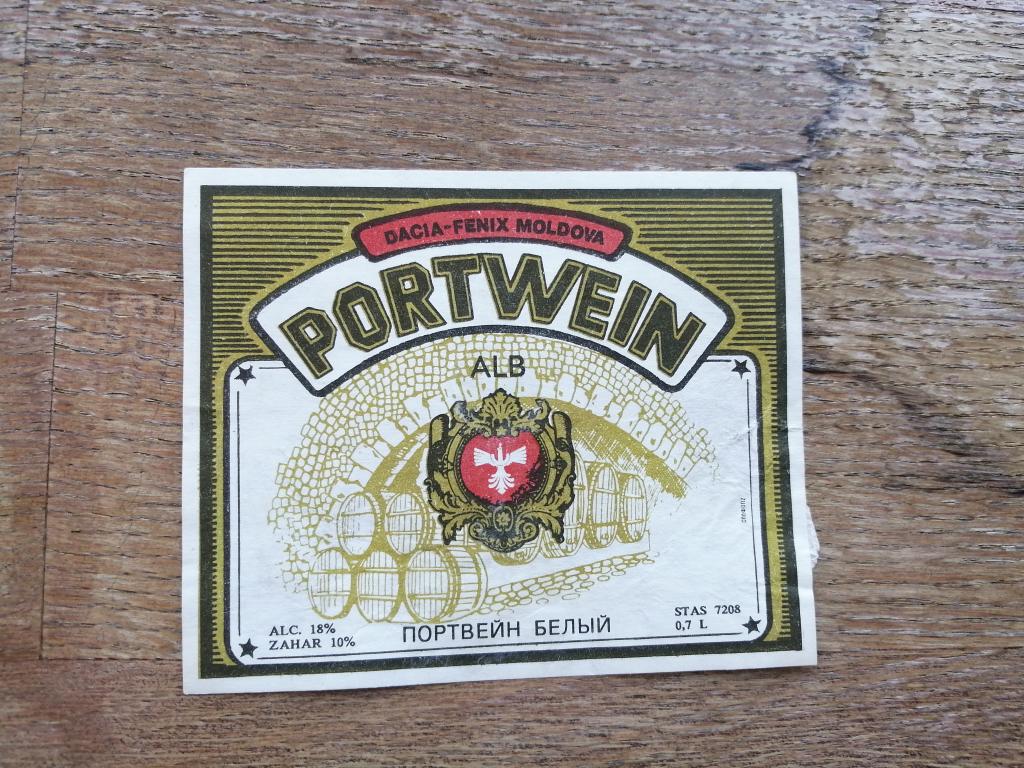 DACIA-FENIX MOLDOVA
PORTWEIN
ALB
ALC. 18%
ZAHAR 10%
ПОРТВЕЙН БЕЛЫЙ
STAS 7208
0,7 L